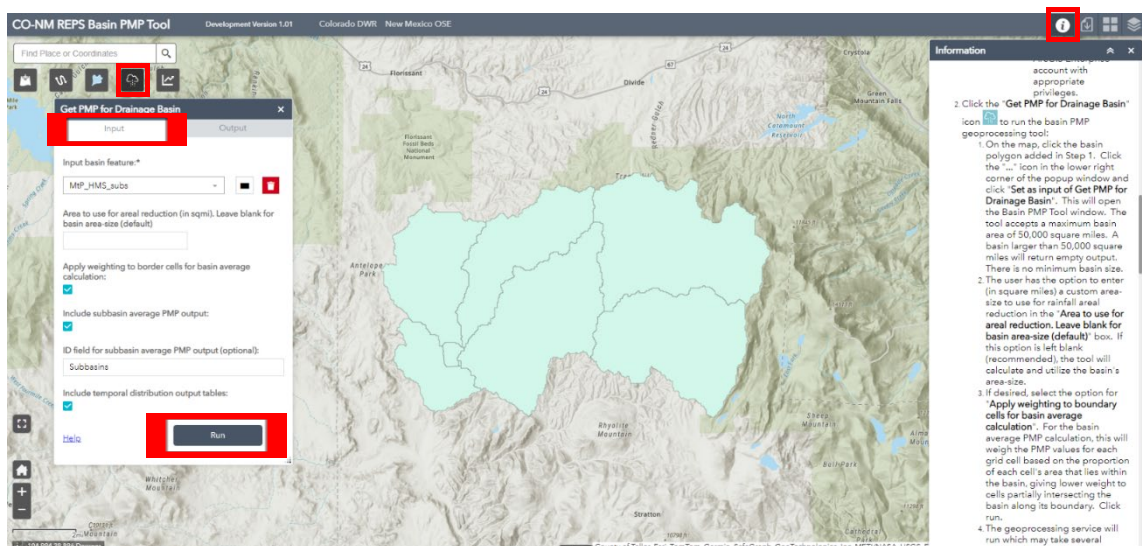 CO-NM REPS Basin PMP Tool
Development Version 1.01
Colorado DWR New Mexico OSE
Find Place or Coordinates
Get PMP for Drainage Basin
Input
Output
Input basin feature:*
MtP_HMS_subs
Area to use for areal reduction (in sqmi). Leave blank for
basin area-size (default)
Apply weighting to border cells for basin average
calculation:
Include subbasin average PMP output:
ID field for subbasin average PMP output (optional):
Subbasins
Include temporal distribution output tables:
Help
Run
24
Florissant
24
67
Divide
Crystola
Green
Mountain Falls
North
Catamount
Reservoir
Florissant
Fossil Beds
National
Monument
Antelope
Park
Rhyolite
Mountain
Sheep
Mountain
Bull Park
Whitcher
Mountain
Stratton
Cathedral
Park
Information
account with
appropriate
privileges.
2. Click the "Get PMP for Drainage Basin"
icon to run the basin PMP
geoprocessing tool:
1. On the map, click the basin
polygon added in Step 1. Click
the "..." icon in the lower right
corner of the popup window and
click "Set as input of Get PMP for
Drainage Basin". This will open
the Basin PMP Tool window. The
tool accepts a maximum basin
area of 50,000 square miles. A
basin larger than 50,000 square
miles will return empty output.
There is no minimum basin size.
2. The user has the option to enter
(in square miles) a custom area-
size to use for rainfall areal
reduction in the "Area to use for
areal reduction. Leave blank for
basin area-size (default)" box. If
this option is left blank
(recommended), the tool will
calculate and utilize the basin's
area-size.
3. If desired, select the option for
"Apply weighting to boundary
cells for basin average
calculation". For the basin
average PMP calculation, this will
weigh the PMP values for each
grid cell based on the proportion
of each cell's area that lies within
the basin, giving lower weight to
cells partially intersecting the
basin along its boundary. Click
run.
4. The geoprocessing service will
run which may take several